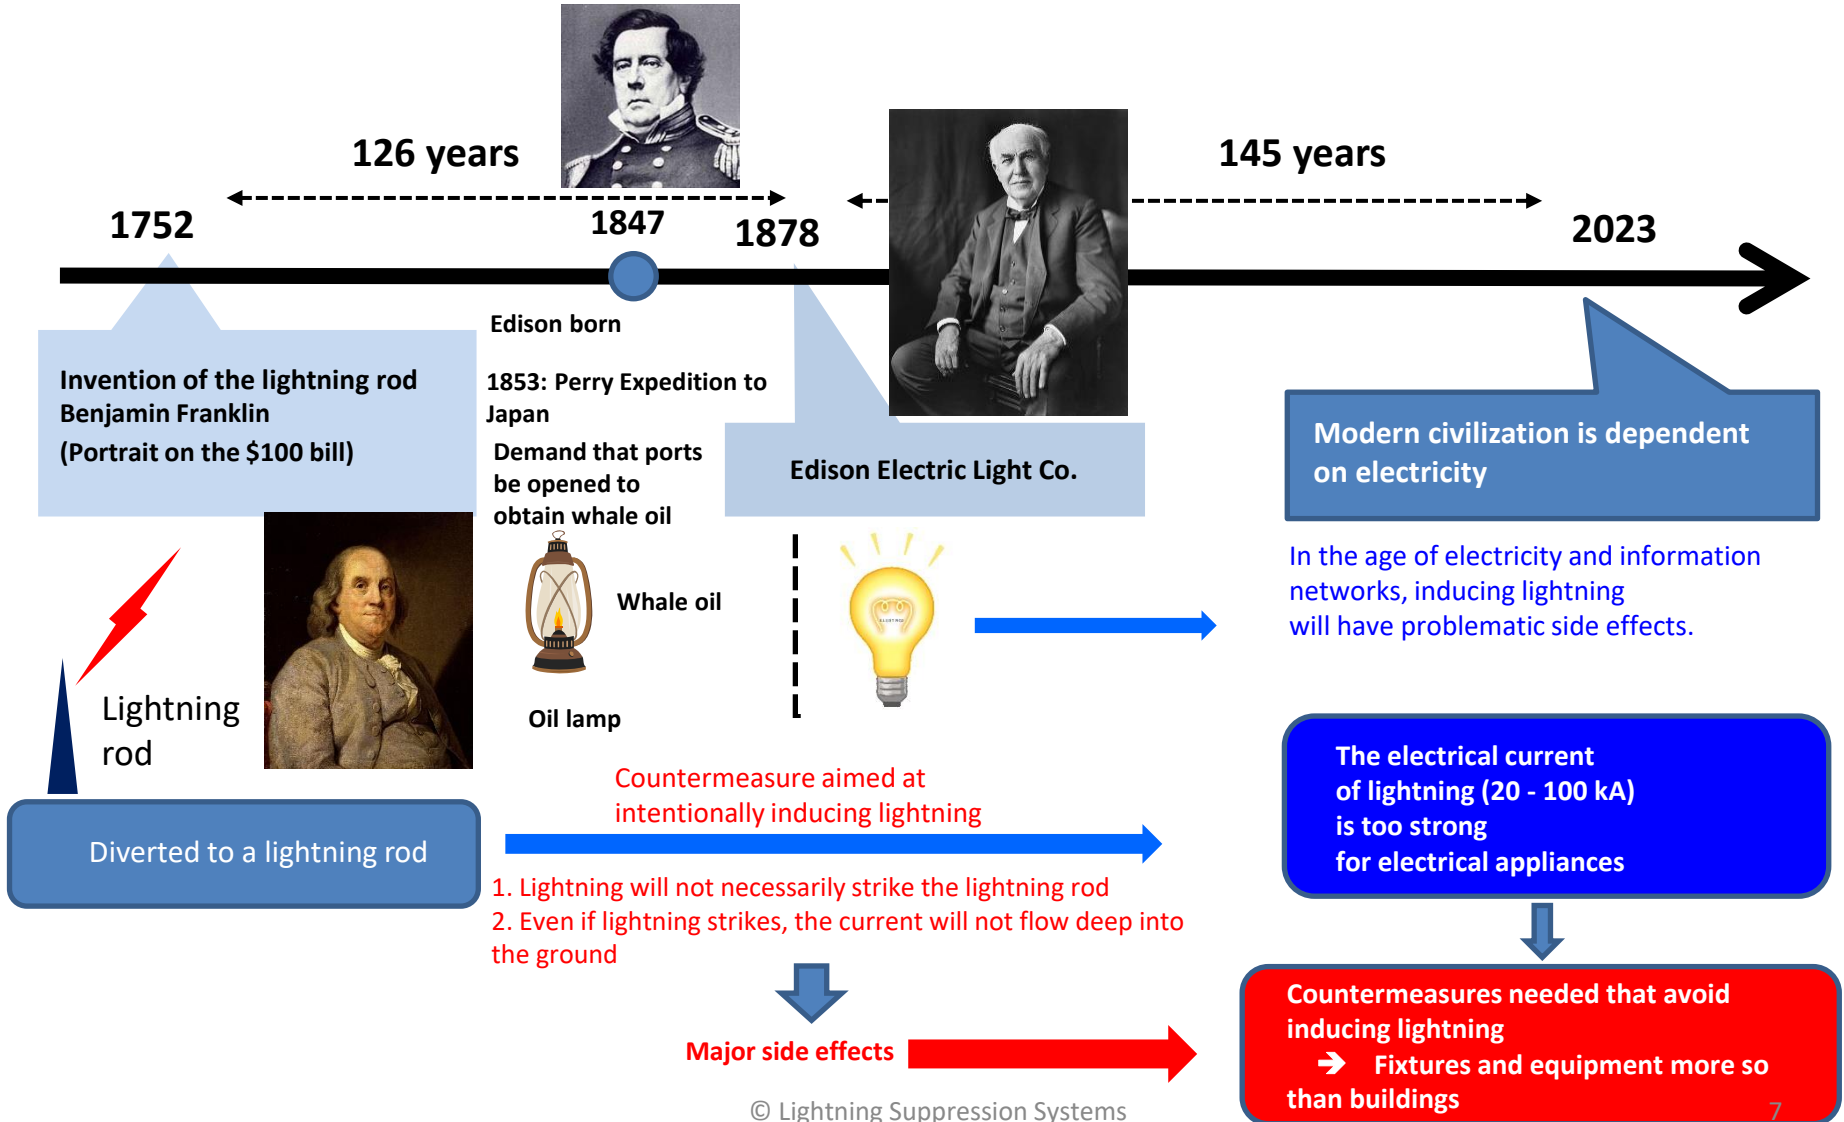 126 years
145 years
1752
1847
1878
2023
Invention of the lightning rod
Benjamin Franklin
(Portrait on the $100 bill)
Edison born
1853: Perry Expedition to
Japan
Demand that ports
be opened to
obtain whale oil
Edison Electric Light Co.
Modern civilization is dependent
on electricity
In the age of electricity and information
networks, inducing lightning
will have problematic side effects.
Whale oil
Oil lamp
Lightning
rod
Diverted to a lightning rod
Countermeasure aimed at
intentionally inducing lightning
1. Lightning will not necessarily strike the lightning rod
2. Even if lightning strikes, the current will not flow deep into
the ground
Major side effects
The electrical current
of lightning (20 - 100 kA)
is too strong
for electrical appliances
Countermeasures needed that avoid
inducing lightning
➔ Fixtures and equipment more so
than buildings
© Lightning Suppression Systems
7